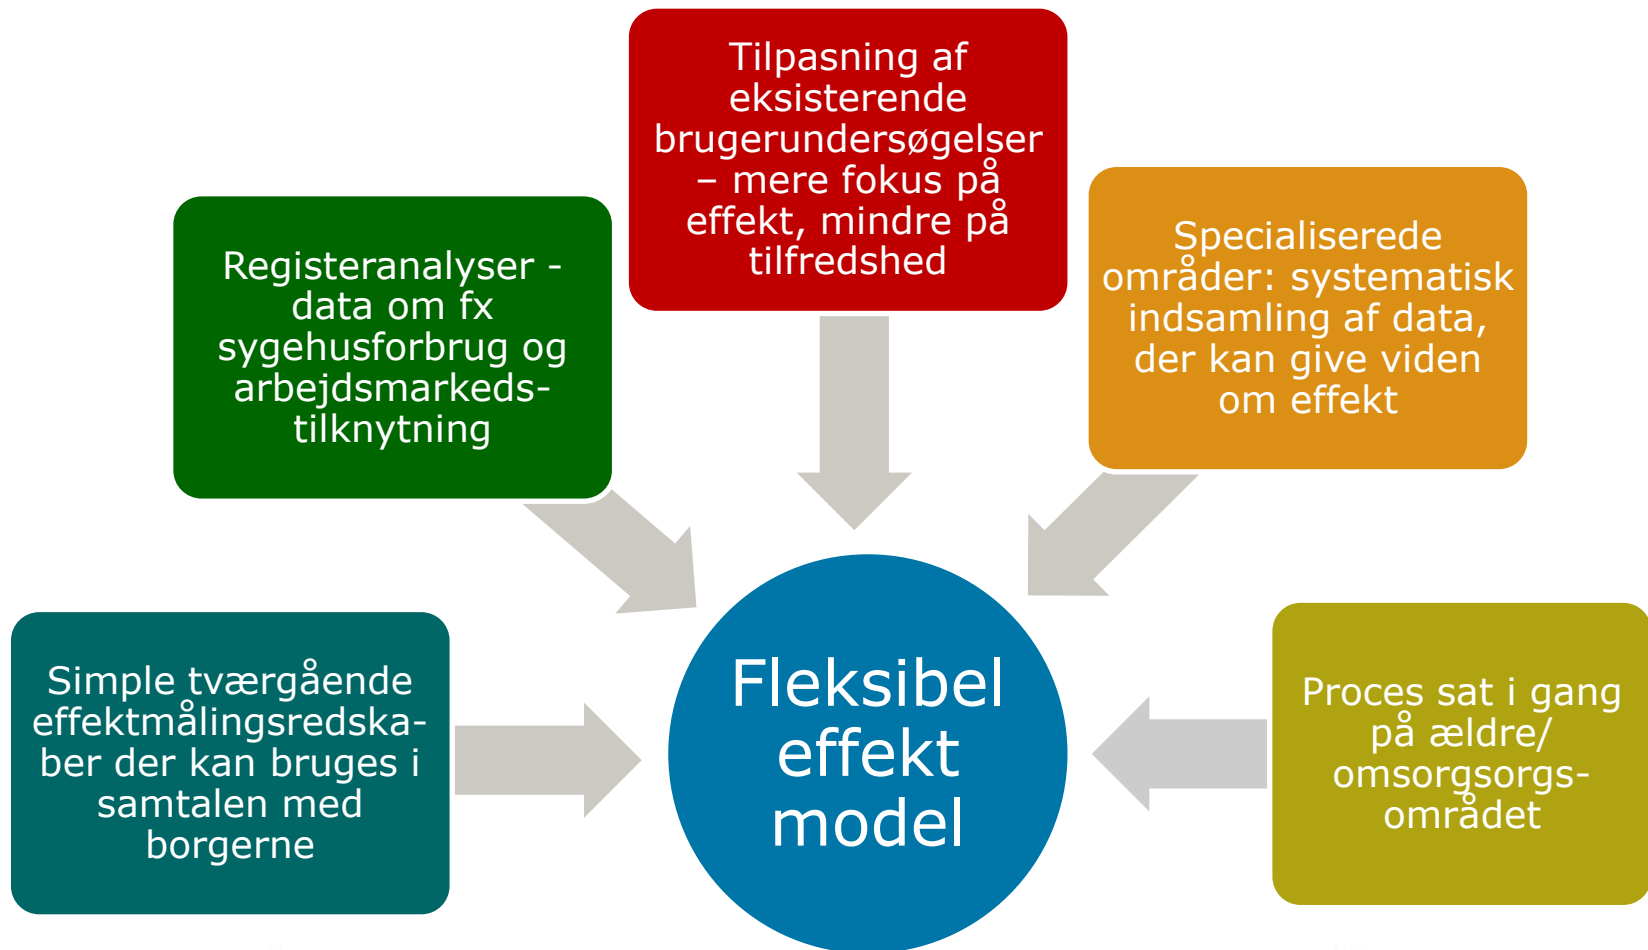 Tilpasning af
eksisterende
brugerundersøgelser
– mere fokus på
effekt, mindre på
tilfredshed
Registeranalyser -
data om fx
sygehusforbrug og
arbejdsmarkeds-
tilknytning
Specialiserede
områder: systematisk
indsamling af data,
der kan give viden
om effekt
Simple tværgående
effektmålingsredska-
ber der kan bruges i
samtalen med
borgerne
Fleksibel
effekt
model
Proces sat i gang
på ældre/
omsorgsorgs-
området